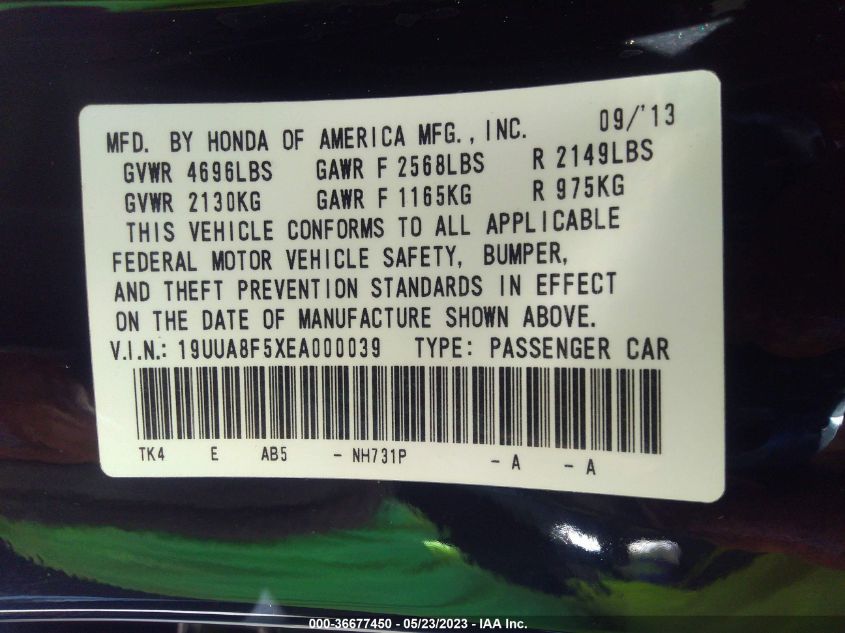 MFD. BY HONDA OF AMERICA MFG., INC. 09/'13
GVWR 4696LBS GAWR F 2568LBS R 2149LBS
GVWR 2130KG GAWR F 1165KG R 975KG
THIS VEHICLE CONFORMS TO ALL APPLICABLE
FEDERAL MOTOR VEHICLE SAFETY, BUMPER,
AND THEFT PREVENTION STANDARDS IN EFFECT
ON THE DATE OF MANUFACTURE SHOWN ABOVE.
V.I.N.: 19UUA8F5XEA000039 TYPE: PASSENGER CAR
TK4 E AB5 - NH731P - A - A
000-36677450 - 05/23/2023 - IAA Inc.